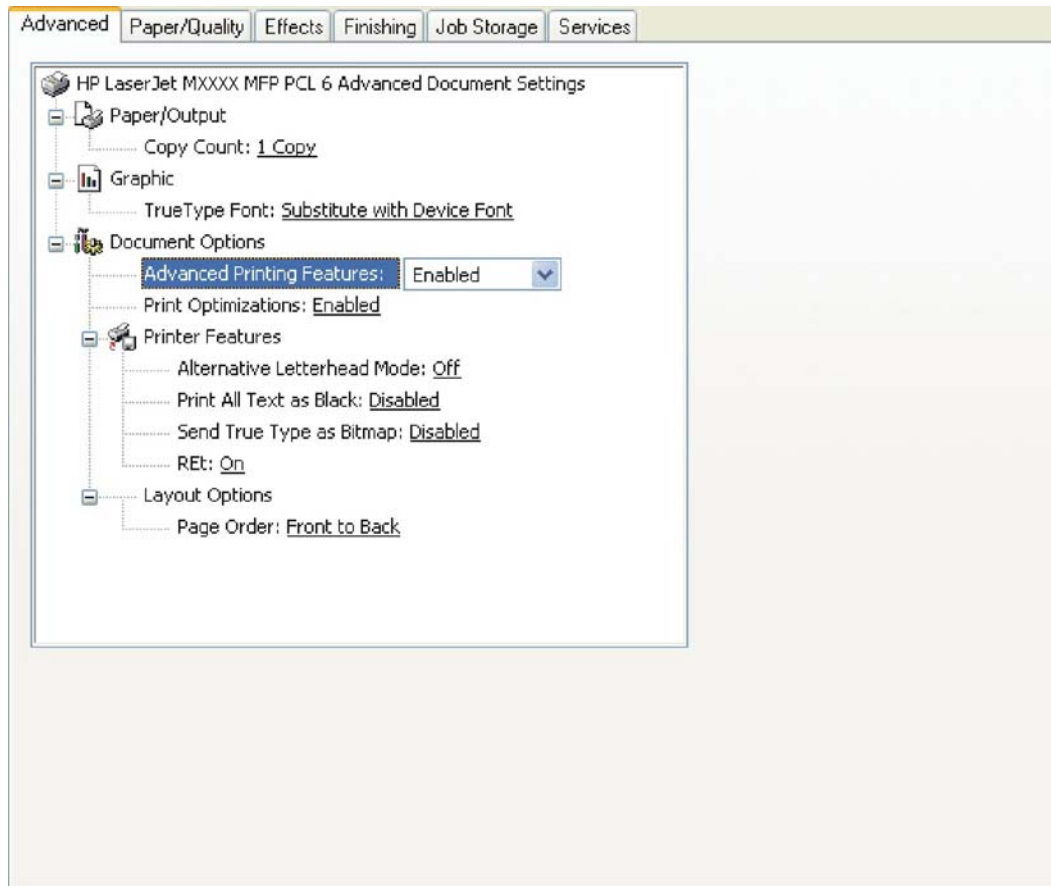 Advanced Paper/Quality Effects Finishing Job Storage Services
HP LaserJet MXXXX MFP PCL 6 Advanced Document Settings
Paper/Output
Copy Count: 1 Copy
Graphic
TrueType Font: Substitute with Device Font
Document Options
Advanced Printing Features: Enabled
Print Optimizations: Enabled
Printer Features
Alternative Letterhead Mode: Off
Print All Text as Black: Disabled
Send True Type as Bitmap: Disabled
REt: On
Layout Options
Page Order: Front to Back